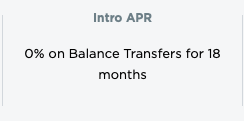 Intro APR
0% on Balance Transfers for 18
months